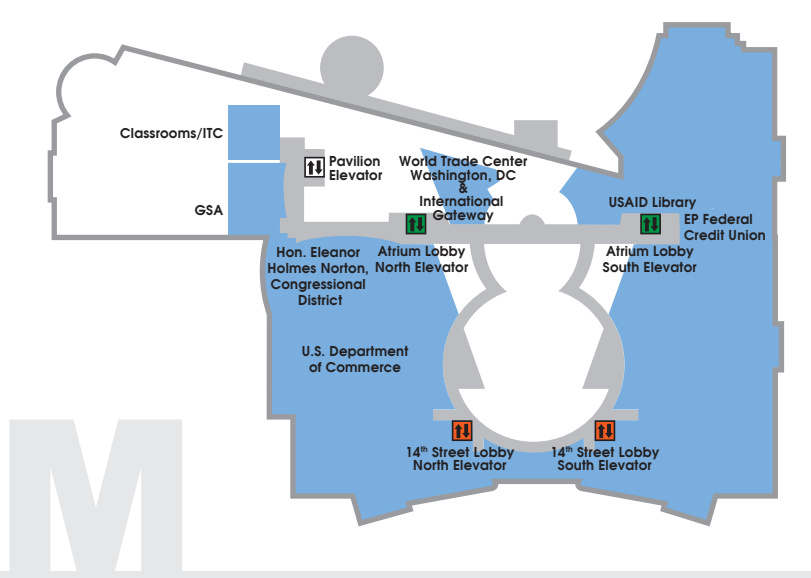 Classrooms/ITC
Pavilion
Elevator
World Trade Center
Washington, DC
&
International
Gateway
GSA
USAID Library
EP Federal
Credit Union
Hon. Eleanor
Holmes Norton,
Congressional
District
Atrium Lobby
North Elevator
Atrium Lobby
South Elevator
U.S. Department
of Commerce
14th Street Lobby
North Elevator
14th Street Lobby
South Elevator
M